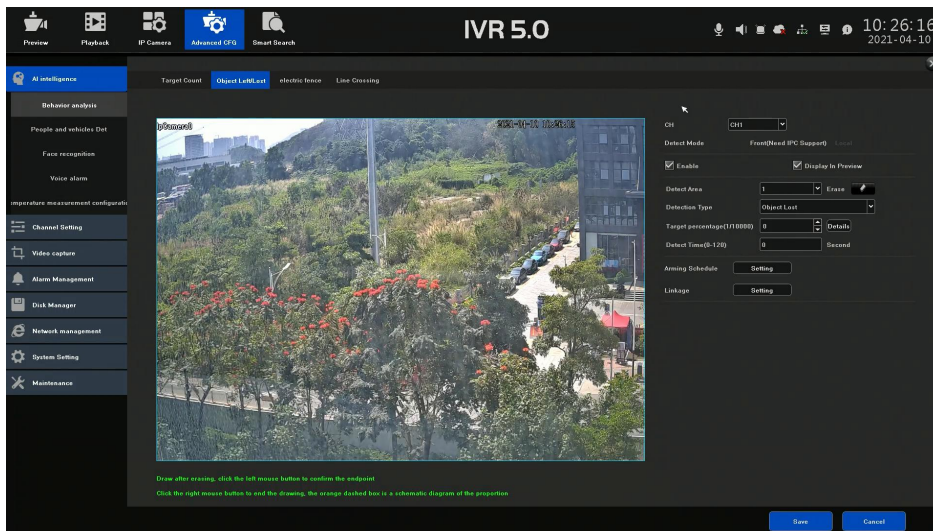 IVR 5.0
10:26:16
2021-04-10
Preview
Playback
IP Camera
Advanced CFG
Smart Search
AI intelligence
Behavior analysis
People and vehicles Det
Face recognition
Voice alarm
mperature measurement configuratio
Channel Setting
Video capture
Alarm Management
Disk Manager
Network management
System Setting
Maintenance
Target Count Object Left/Lost electric fence Line Crossing
IpCamera0
CH CH1
Detect Mode Front(Need IPC Support) Local
Enable Display In Preview
Detect Area 1 Erase
Detection Type Object Lost
Target percentage(1/10000) 0 Details
Detect Time(0-120) 0 Second
Arming Schedule Setting
Linkage Setting
Draw after erasing, click the left mouse button to confirm the endpoint
Click the right mouse button to end the drawing, the orange dashed box is a schematic diagram of the proportion
Save Cancel